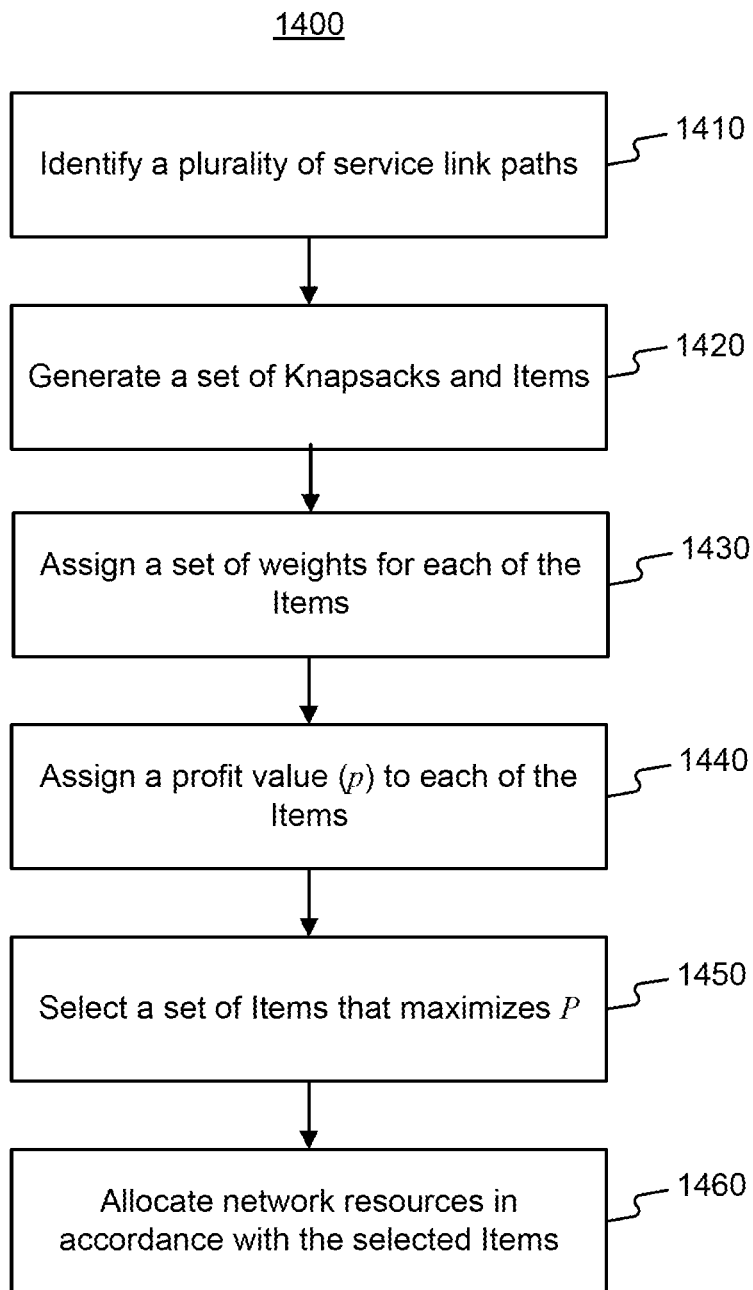 1400
Identify a plurality of service link paths
1410
Generate a set of Knapsacks and Items
1420
Assign a set of weights for each of the
Items
1430
Assign a profit value (p) to each of the
Items
1440
Select a set of Items that maximizes P
1450
Allocate network resources in
accordance with the selected Items
1460